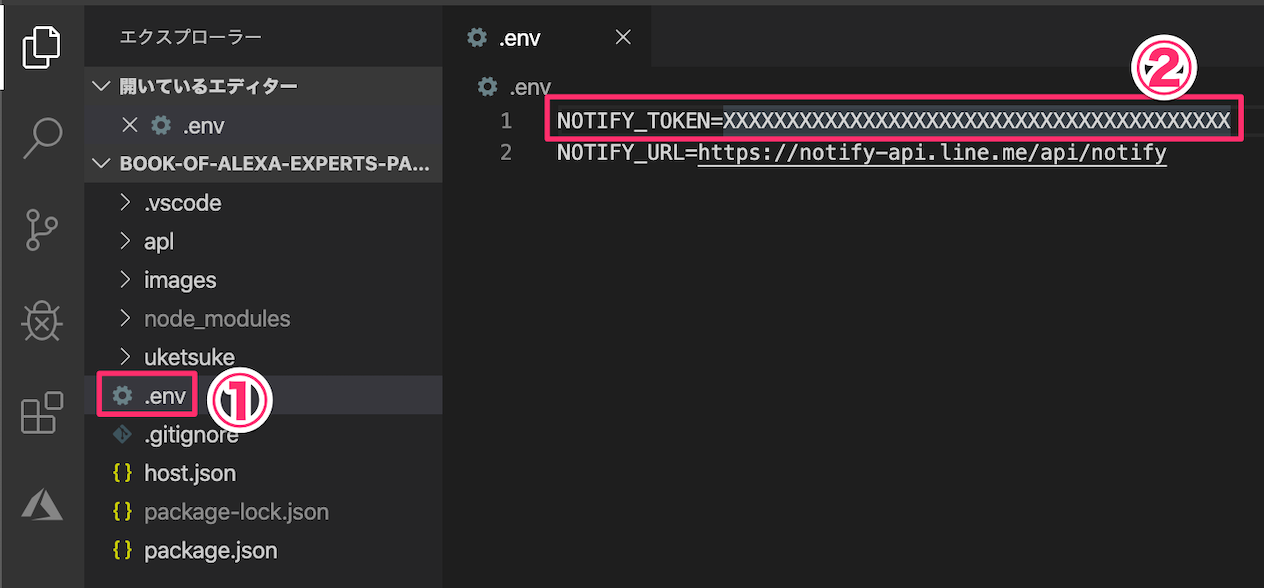 エクスプローラー
開いているエディター
.env
BOOK-OF-ALEXA-EXPERTS-PA...
.vscode
apl
images
node_modules
uketsuke
.env
①
.gitignore
{} host.json
{} package-lock.json
{} package.json
.env
.env
②
1 NOTIFY_TOKEN=XXXXXXXXXXXXXXXXXXXXXXXXXXXXXXXXXXXXXXXX
2 NOTIFY_URL=https://notify-api.line.me/api/notify